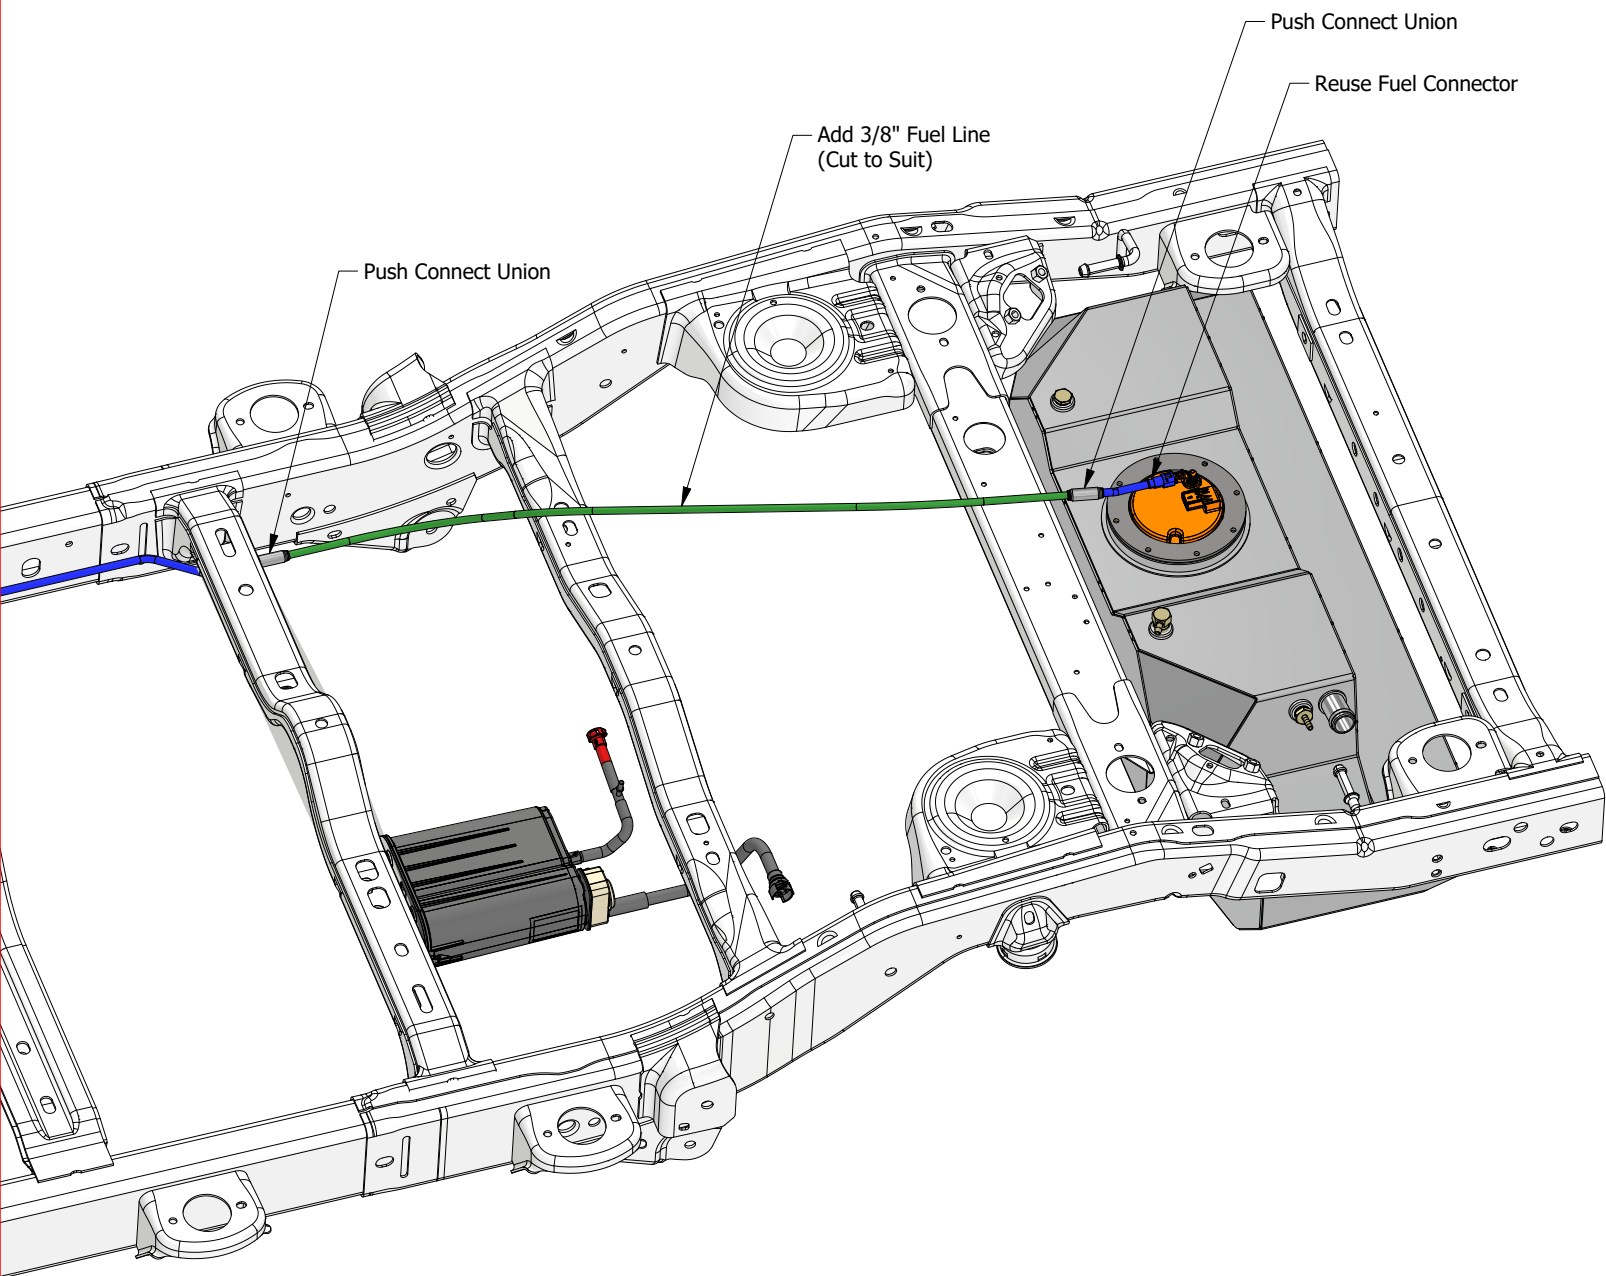 Push Connect Union
Reuse Fuel Connector
Add 3/8" Fuel Line
(Cut to Suit)
Push Connect Union